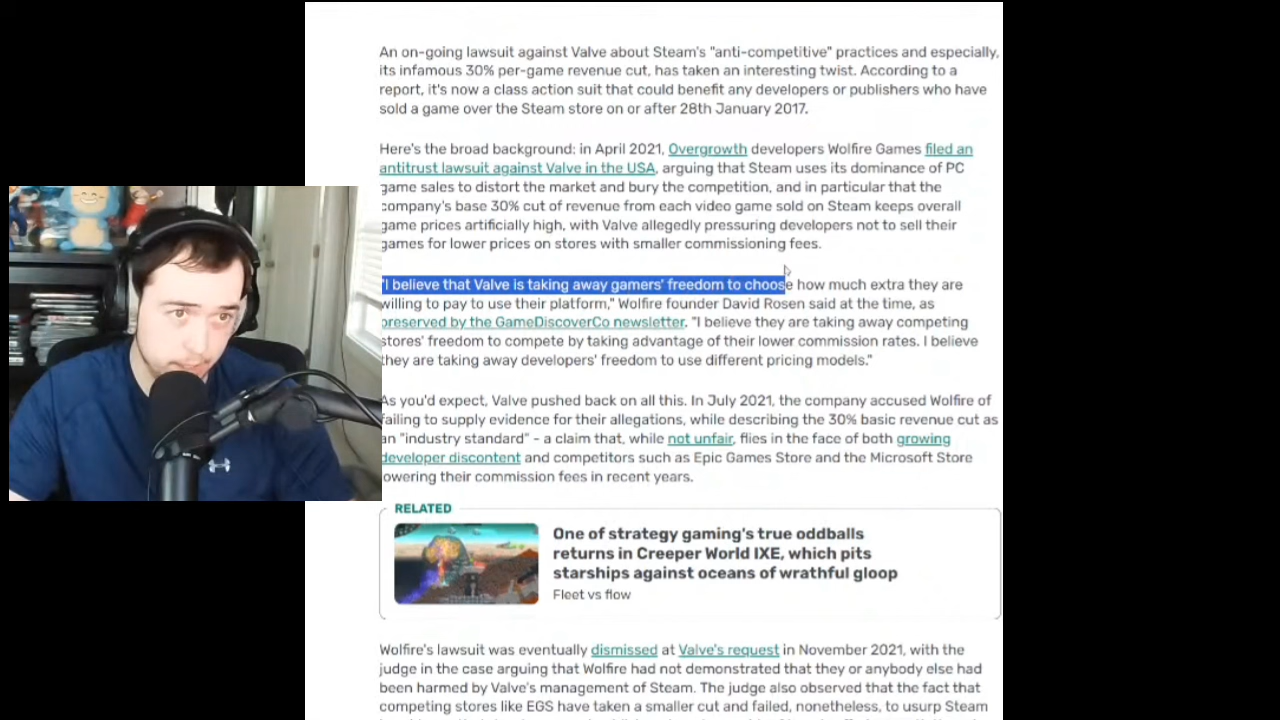 An on-going lawsuit against Valve about Steam's "anti-competitive" practices and especially,
its infamous 30% per-game revenue cut, has taken an interesting twist. According to a
report, it's now a class action suit that could benefit any developers or publishers who have
sold a game over the Steam store on or after 28th January 2017.
Here's the broad background: in April 2021, Overgrowth developers Wolfire Games filed an
antitrust lawsuit against Valve in the USA, arguing that Steam uses its dominance of PC
game sales to distort the market and bury the competition, and in particular that the
company's base 30% cut of revenue from each video game sold on Steam keeps overall
game prices artificially high, with Valve allegedly pressuring developers not to sell their
games for lower prices on stores with smaller commissioning fees.
"I believe that Valve is taking away gamers' freedom to choose how much extra they are
willing to pay to use their platform," Wolfire founder David Rosen said at the time, as
preserved by the GameDiscoverCo newsletter. "I believe they are taking away competing
stores' freedom to compete by taking advantage of their lower commission rates. I believe
they are taking away developers' freedom to use different pricing models."
As you'd expect, Valve pushed back on all this. In July 2021, the company accused Wolfire of
failing to supply evidence for their allegations, while describing the 30% basic revenue cut as
an "industry standard" - a claim that, while not unfair, flies in the face of both growing
developer discontent and competitors such as Epic Games Store and the Microsoft Store
lowering their commission fees in recent years.
RELATED
One of strategy gaming's true oddballs
returns in Creeper World IXE, which pits
starships against oceans of wrathful gloop
Fleet vs flow
Wolfire's lawsuit was eventually dismissed at Valve's request in November 2021, with the
judge in the case arguing that Wolfire had not demonstrated that they or anybody else had
been harmed by Valve's management of Steam. The judge also observed that the fact that
competing stores like EGS have taken a smaller cut and failed, nonetheless, to usurp Steam